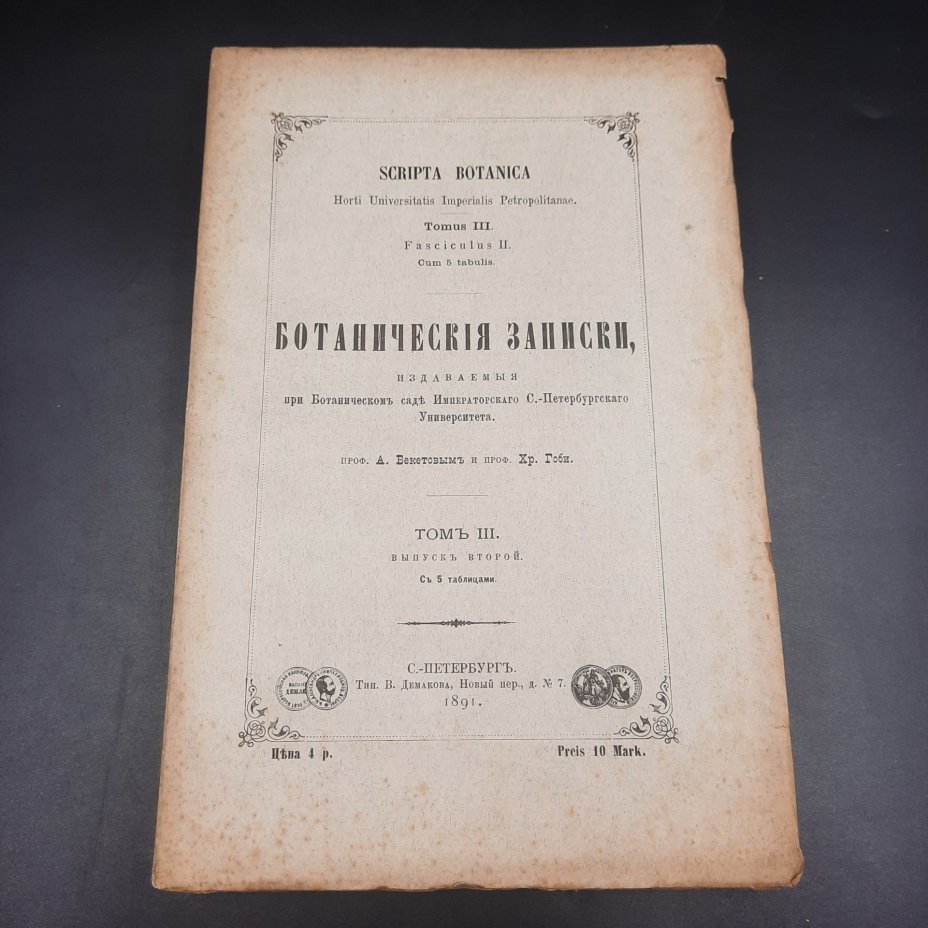 SCRIPTA BOTANICA
Horti Universitatis Imperialis Petropolitanae.
Tomus III.
Fasciculus II.
Cum 5 tabulis.
БОТАНИЧЕСКІЯ ЗАПИСКИ,
ИЗДАВАЕМЫЯ
при Ботаническомъ садѣ Императорскаго С.-Петербургскаго
Университета.
ПРОФ. А. Бекетовымъ и ПРОФ. Хр. Гоби.
ТОМЪ III.
ВЫПУСКЪ ВТОРОЙ.
Съ 5 таблицами.
С.-ПЕТЕРБУРГЪ.
Тип. В. Демакова, Новый пер., д. № 7.
1891.
Цѣна 4 р.
Preis 10 Mark.